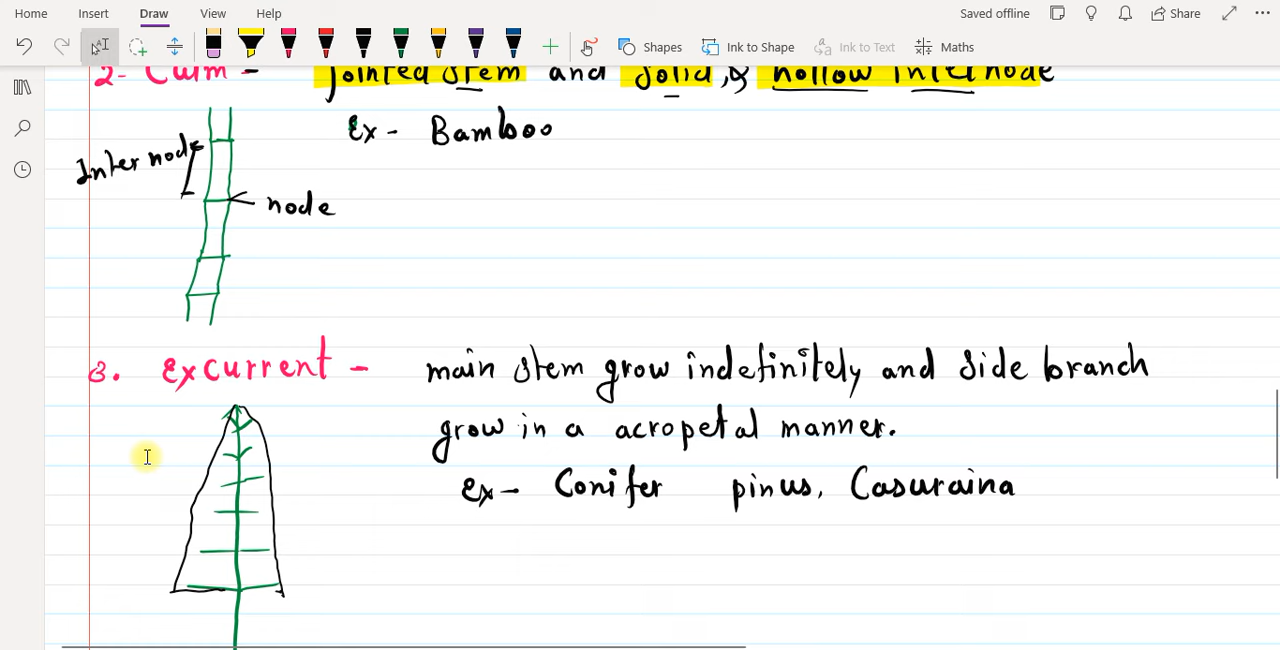 Home Insert Draw View Help Saved offline Share
Shapes Ink to Shape Ink to Text Maths
2- Culm - Jointed stem and solid, & hollow internode
Ex- Bamboo
Inter node
node
3. Excurrent - main stem grow indefinitely and side branch
grow in a acropetal manner.
Ex- Conifer pinus, Casuraina